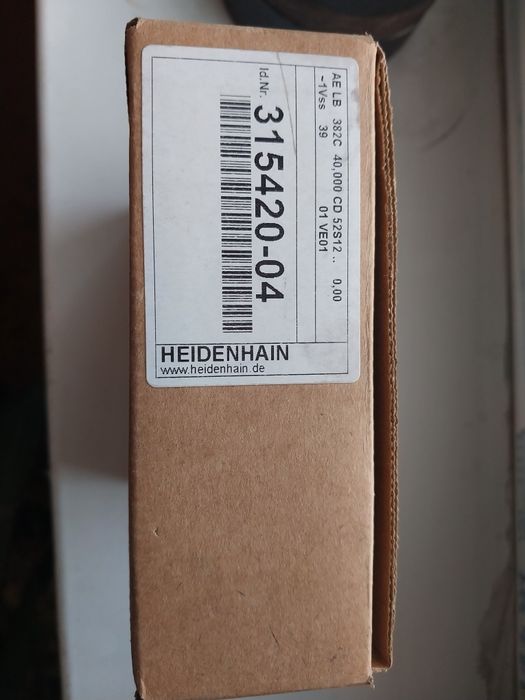 AE LB 382C 40,000 CD 52S12 .. 0,00
~1Vss 39 01 VE01
Id.Nr. 315420-04
HEIDENHAIN
www.heidenhain.de